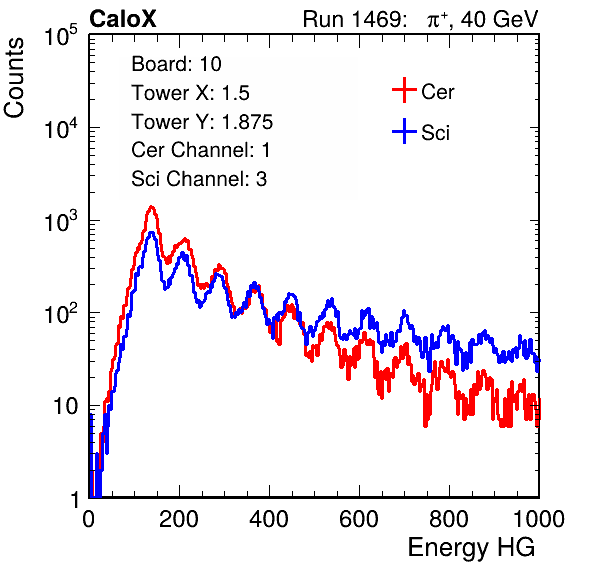 CaloX Run 1469: π⁺, 40 GeV
Counts
10⁵
10⁴
10³
10²
10
1
Board: 10
Tower X: 1.5
Tower Y: 1.875
Cer Channel: 1
Sci Channel: 3
Cer
Sci
0 200 400 600 800 1000
Energy HG